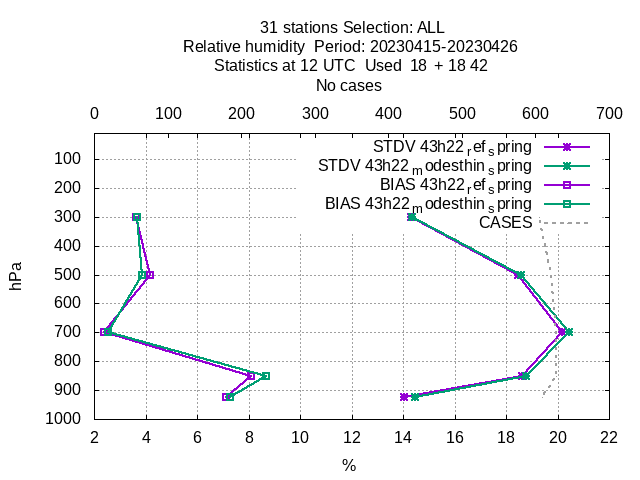 31 stations Selection: ALL
Relative humidity  Period: 20230415-20230426
Statistics at 12 UTC  Used  18  + 18 42
No cases
0 100 200 300 400 500 600 700
STDV 43h22_ref_spring
STDV 43h22_modesthin_spring
BIAS 43h22_ref_spring
BIAS 43h22_modesthin_spring
CASES
hPa
100
200
300
400
500
600
700
800
900
1000
2 4 6 8 10 12 14 16 18 20 22
%